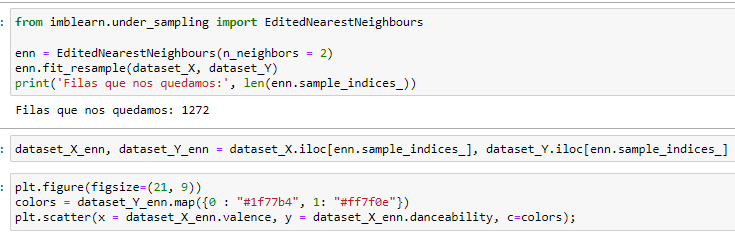 :
from imblearn.under_sampling import EditedNearestNeighbours
enn = EditedNearestNeighbours(n_neighbors = 2)
enn.fit_resample(dataset_X, dataset_Y)
print('Filas que nos quedamos:', len(enn.sample_indices_))
Filas que nos quedamos: 1272
: dataset_X_enn, dataset_Y_enn = dataset_X.iloc[enn.sample_indices_], dataset_Y.iloc[enn.sample_indices_]
: plt.figure(figsize=(21, 9))
colors = dataset_Y_enn.map({0 : "#1f77b4", 1: "#ff7f0e"})
plt.scatter(x = dataset_X_enn.valence, y = dataset_X_enn.danceability, c=colors);